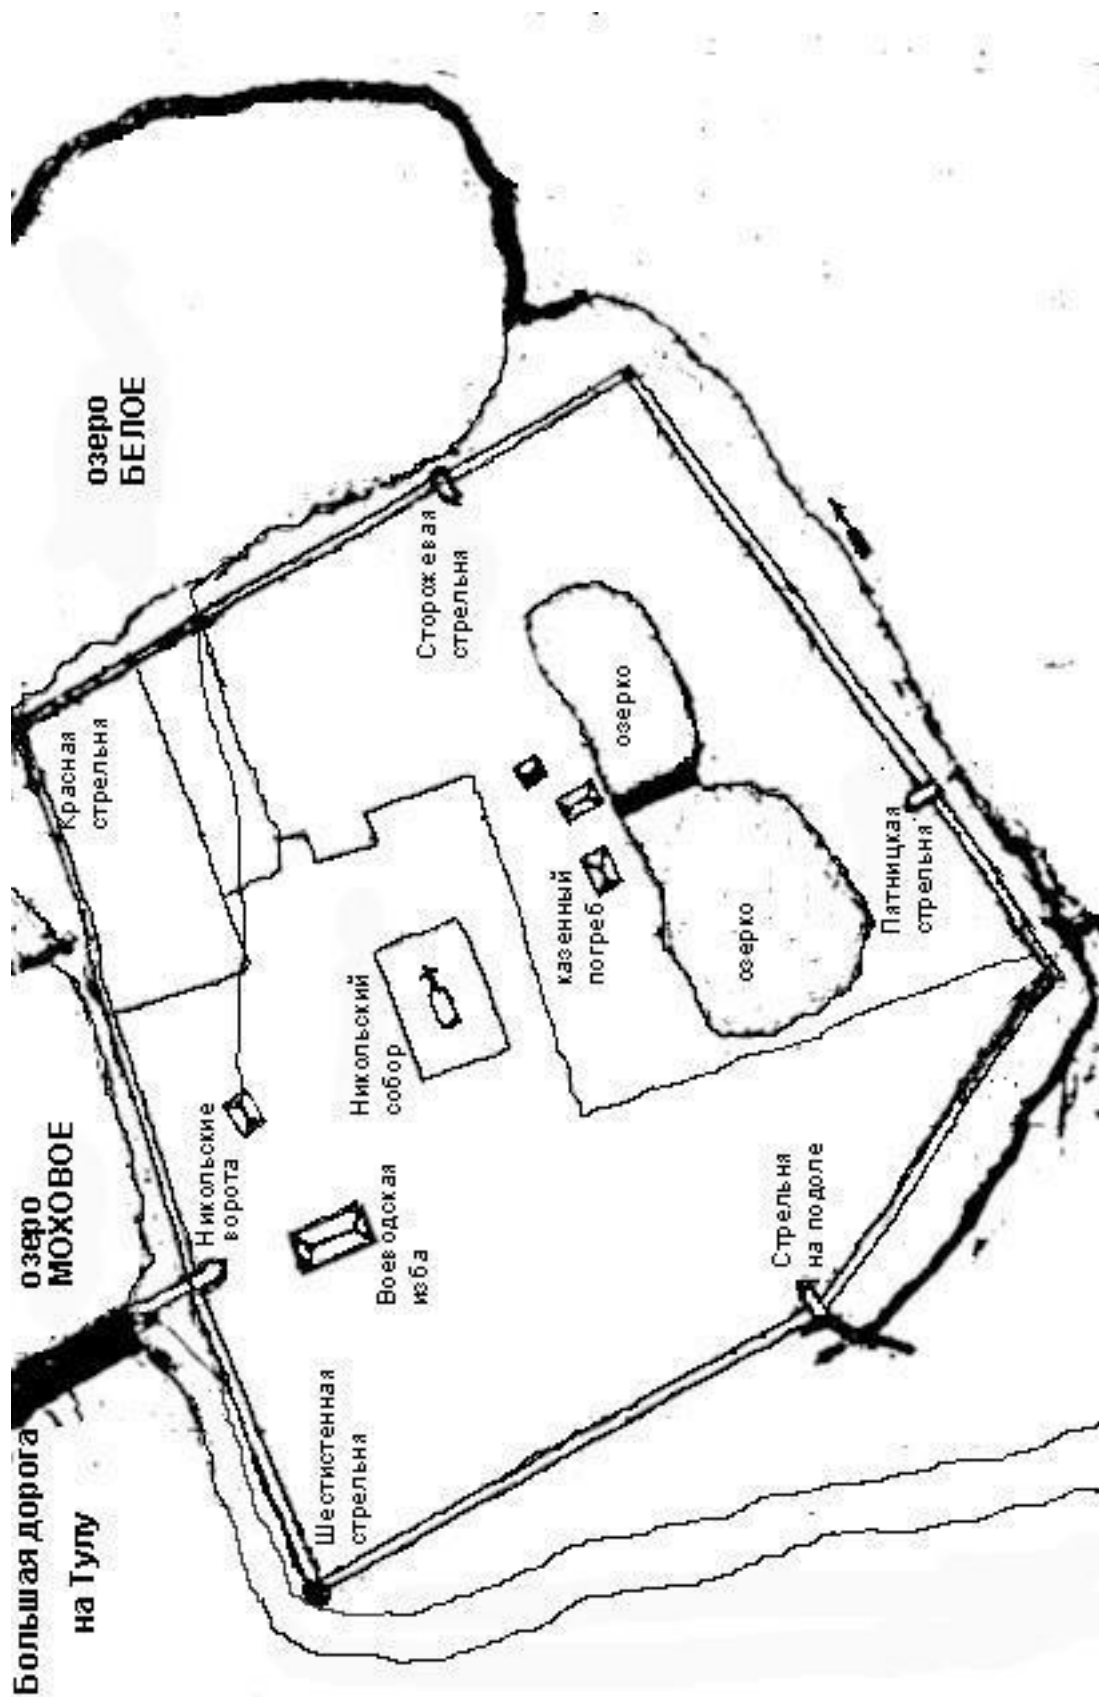 Большая дорога
на Тулу
озеро
МОХОВОЕ
озеро
БЕЛОЕ
Красная
стрельня
Никольские
ворота
Шестистенная
стрельня
Воеводская
изба
Никольский
собор
Сторожевая
стрельня
казенный
погреб
озерко
озерко
Стрельня
на подоле
Пятницкая
стрельня